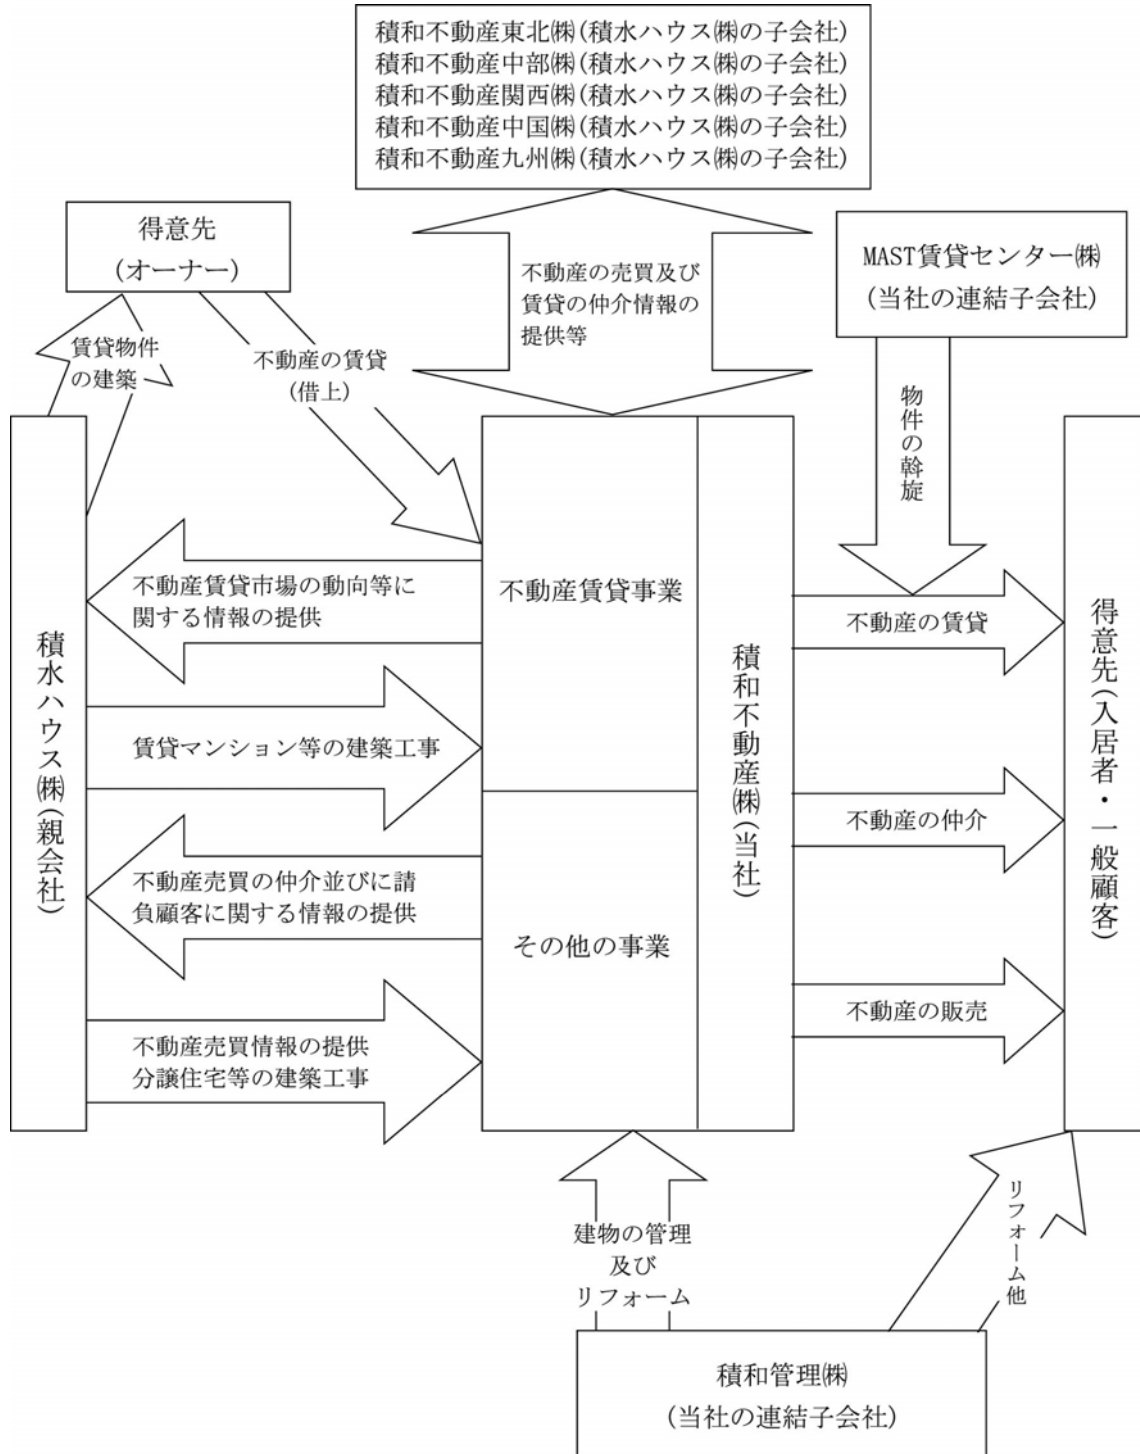 積和不動産東北㈱(積水ハウス㈱の子会社)
積和不動産中部㈱(積水ハウス㈱の子会社)
積和不動産関西㈱(積水ハウス㈱の子会社)
積和不動産中国㈱(積水ハウス㈱の子会社)
積和不動産九州㈱(積水ハウス㈱の子会社)
得意先
(オーナー)
不動産の売買及び
賃貸の仲介情報の
提供等
MAST賃貸センター㈱
(当社の連結子会社)
賃貸物件
の建築
不動産の賃貸
(借上)
物件の斡旋
積水ハウス㈱(親会社)
不動産賃貸市場の動向等に
関する情報の提供
賃貸マンション等の建築工事
不動産売買の仲介並びに請
負顧客に関する情報の提供
不動産売買情報の提供
分譲住宅等の建築工事
不動産賃貸事業
その他の事業
積和不動産㈱(当社)
不動産の賃貸
不動産の仲介
不動産の販売
得意先(入居者・一般顧客)
建物の管理
及び
リフォーム
リフォーム他
積和管理㈱
(当社の連結子会社)